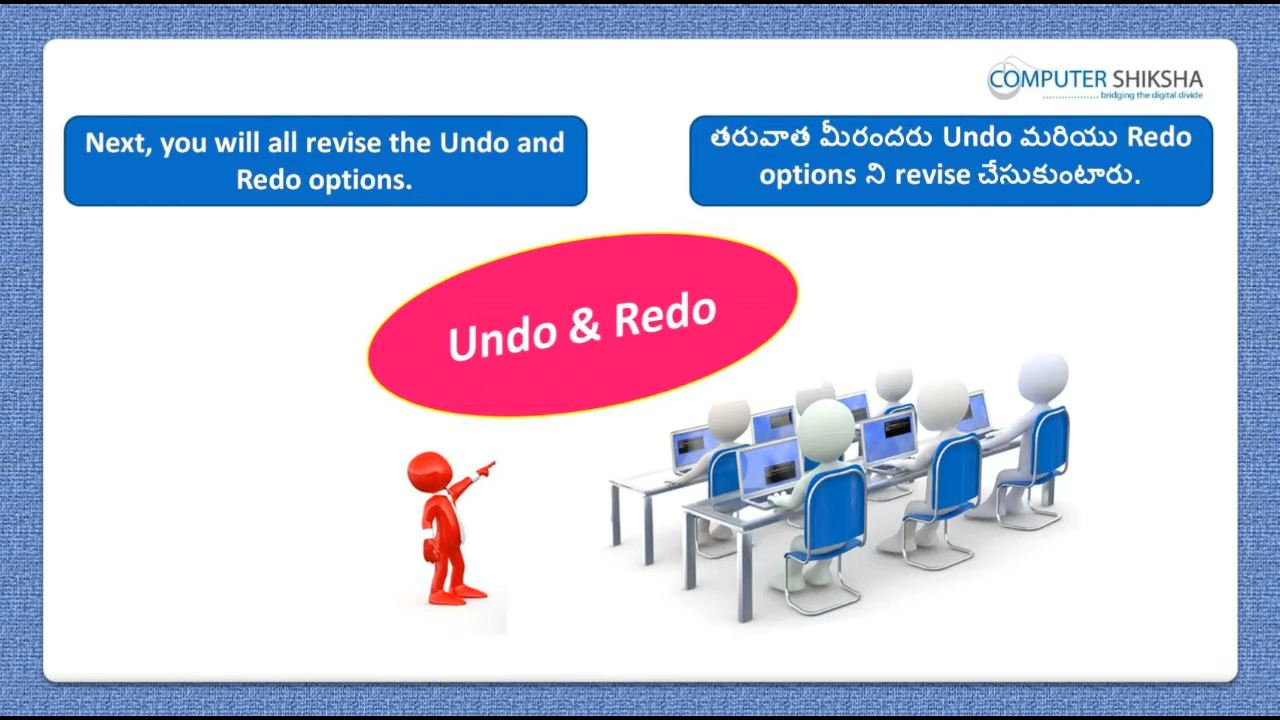 COMPUTER SHIKSHA
bridging the digital divide
Next, you will all revise the Undo and
Redo options.
తరువాత మీరందరు Undo మరియు Redo
options ని revise చేసుకుంటారు.
Undo & Redo